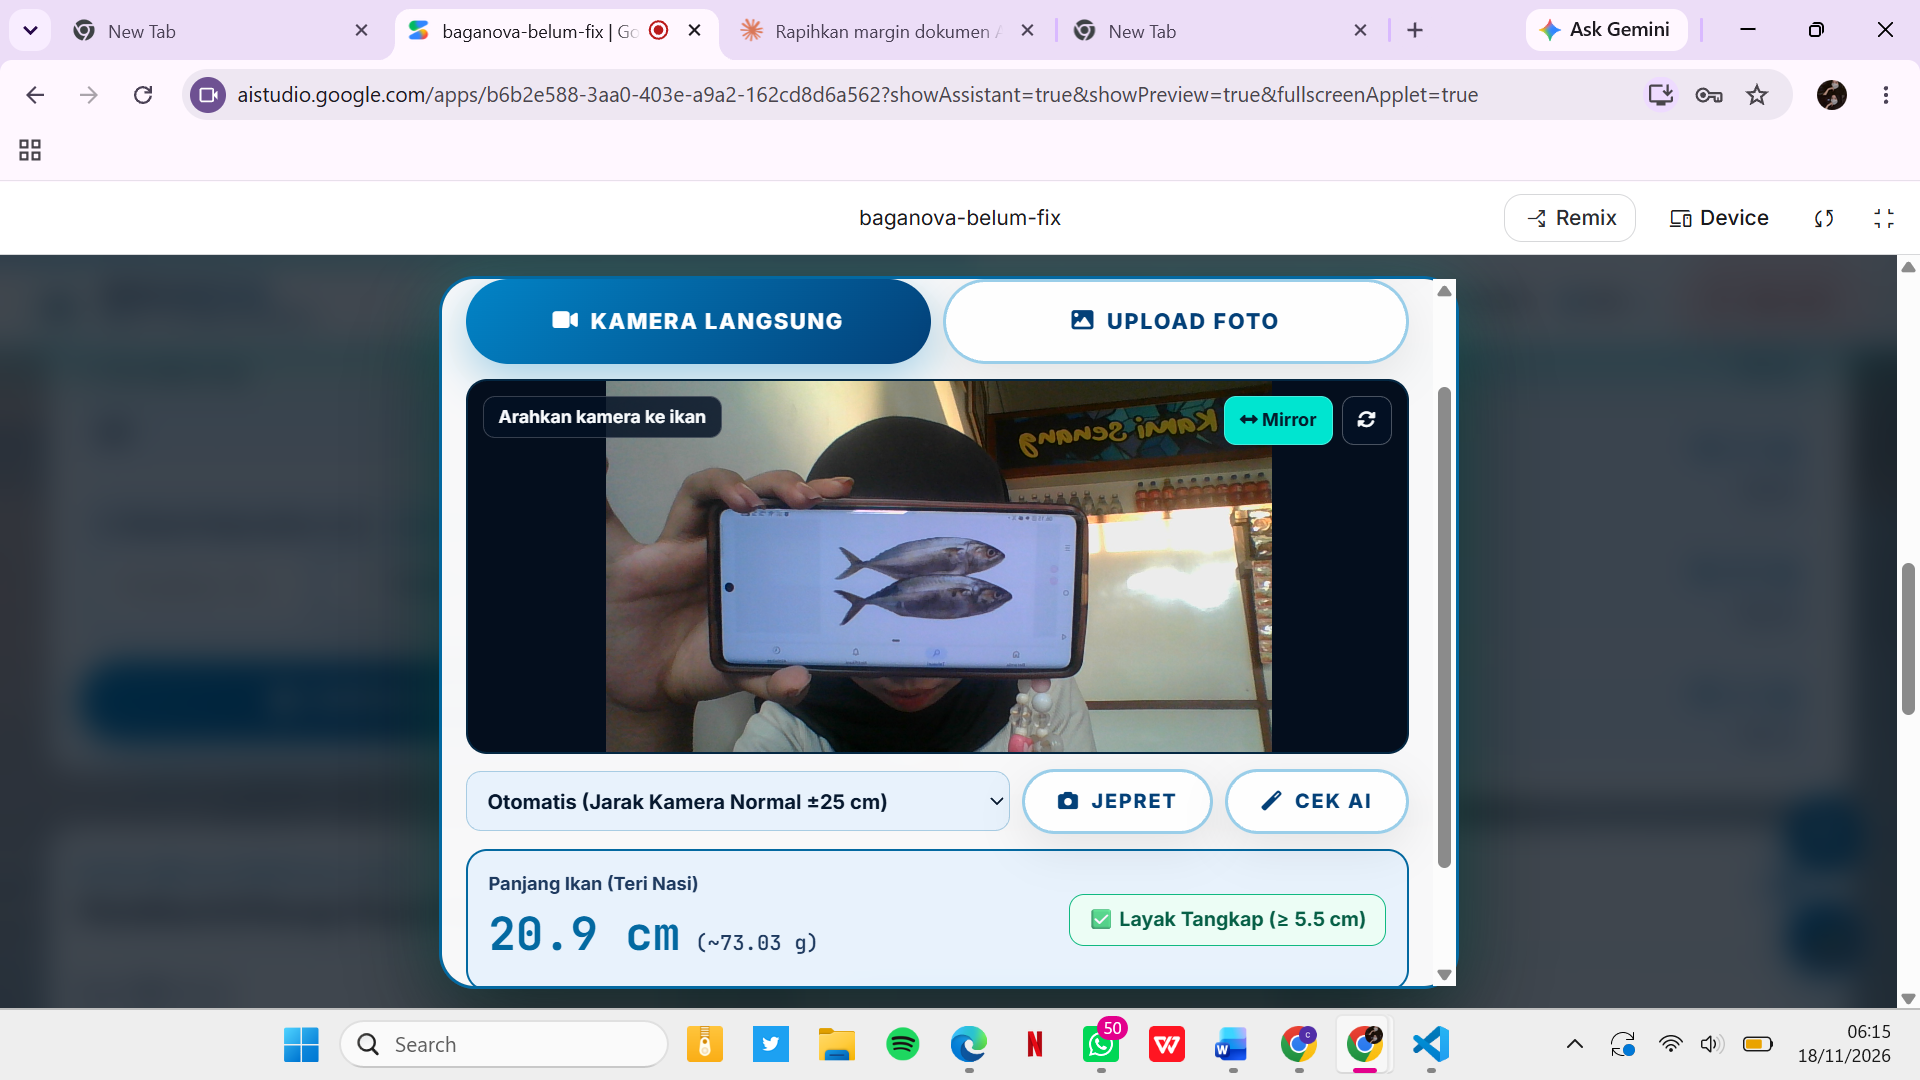 New Tab
baganova-belum-fix | Go
Rapihkan margin dokumen A
New Tab
Ask Gemini
aistudio.google.com/apps/b6b2e588-3aa0-403e-a9a2-162cd8d6a562?showAssistant=true&showPreview=true&fullscreenApplet=true
baganova-belum-fix
Remix
Device
KAMERA LANGSUNG
UPLOAD FOTO
Arahkan kamera ke ikan
Mirror
Kami Senang
Otomatis (Jarak Kamera Normal ±25 cm)
JEPRET
CEK AI
Panjang Ikan (Teri Nasi)
20.9 cm (~73.03 g)
✅ Layak Tangkap (≥ 5.5 cm)
Search
50
06:15
18/11/2026